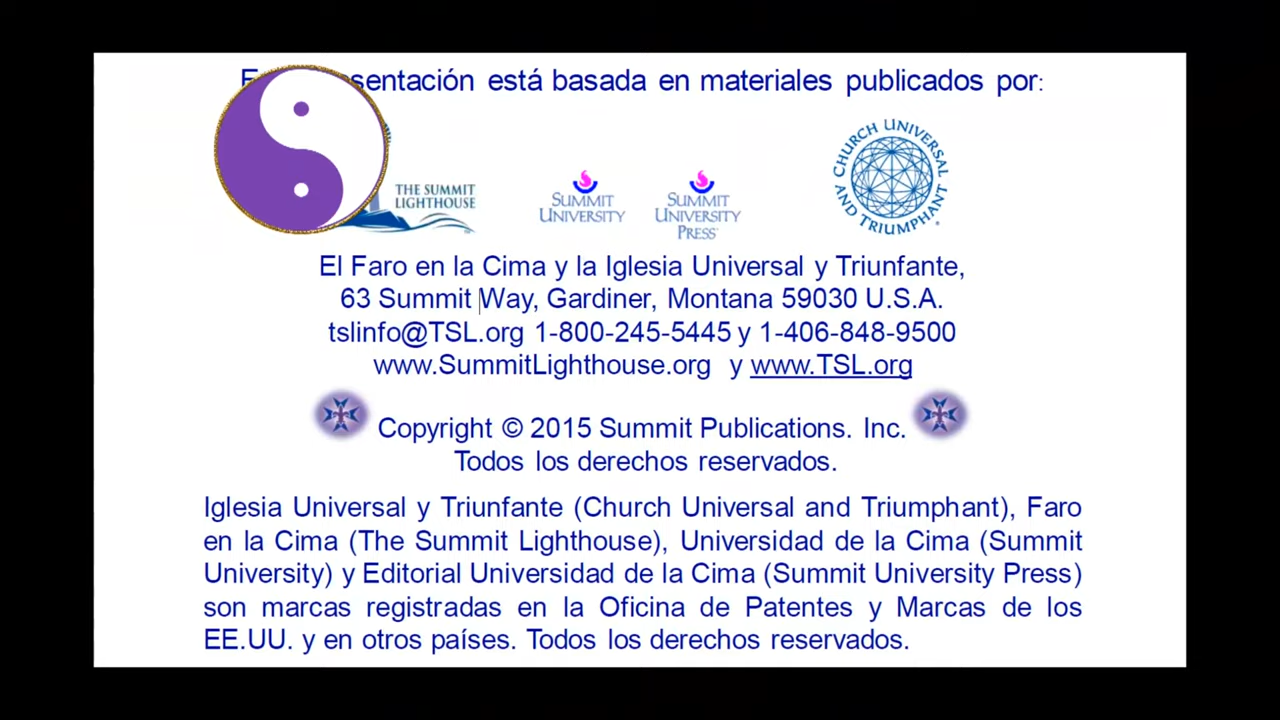 está basada en materiales publicados por:
THE SUMMIT
LIGHTHOUSE
SUMMIT
UNIVERSITY
SUMMIT
UNIVERSITY
PRESS
CHURCH UNIVERSAL
AND TRIUMPHANT
El Faro en la Cima y la Iglesia Universal y Triunfante,
63 Summit Way, Gardiner, Montana 59030 U.S.A.
tslinfo@TSL.org 1-800-245-5445 y 1-406-848-9500
www.SummitLighthouse.org y www.TSL.org
Copyright © 2015 Summit Publications. Inc.
Todos los derechos reservados.
Iglesia Universal y Triunfante (Church Universal and Triumphant), Faro
en la Cima (The Summit Lighthouse), Universidad de la Cima (Summit
University) y Editorial Universidad de la Cima (Summit University Press)
son marcas registradas en la Oficina de Patentes y Marcas de los
EE.UU. y en otros países. Todos los derechos reservados.